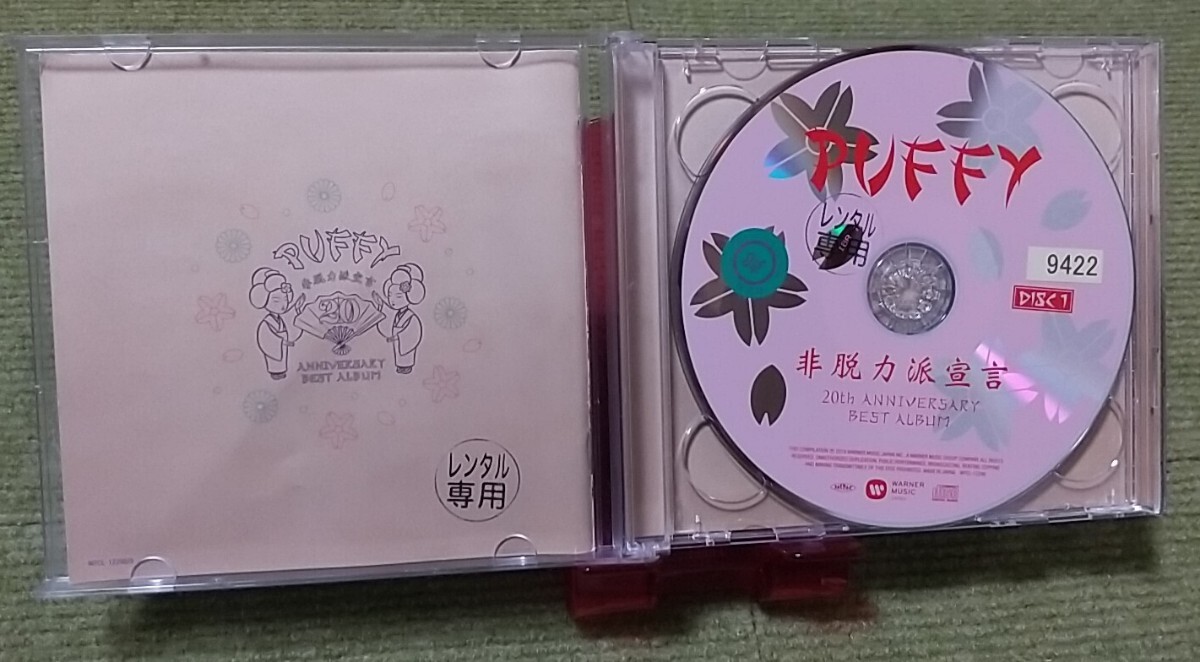 PUFFY
非脱力派宣言
20
ANNIVERSARY
BEST ALBUM
レンタル
専用
PUFFY
レンタル
専用
9422
DISC 1
非脱力派宣言
20th ANNIVERSARY
BEST ALBUM
WARNER
MUSIC